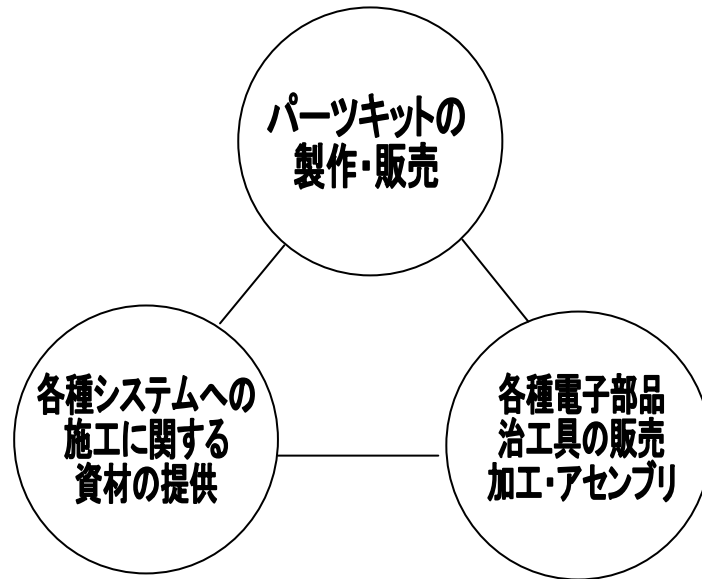 パーツキットの
製作・販売
各種システムへの
施工に関する
資材の提供
各種電子部品
治工具の販売
加工・アセンブリ